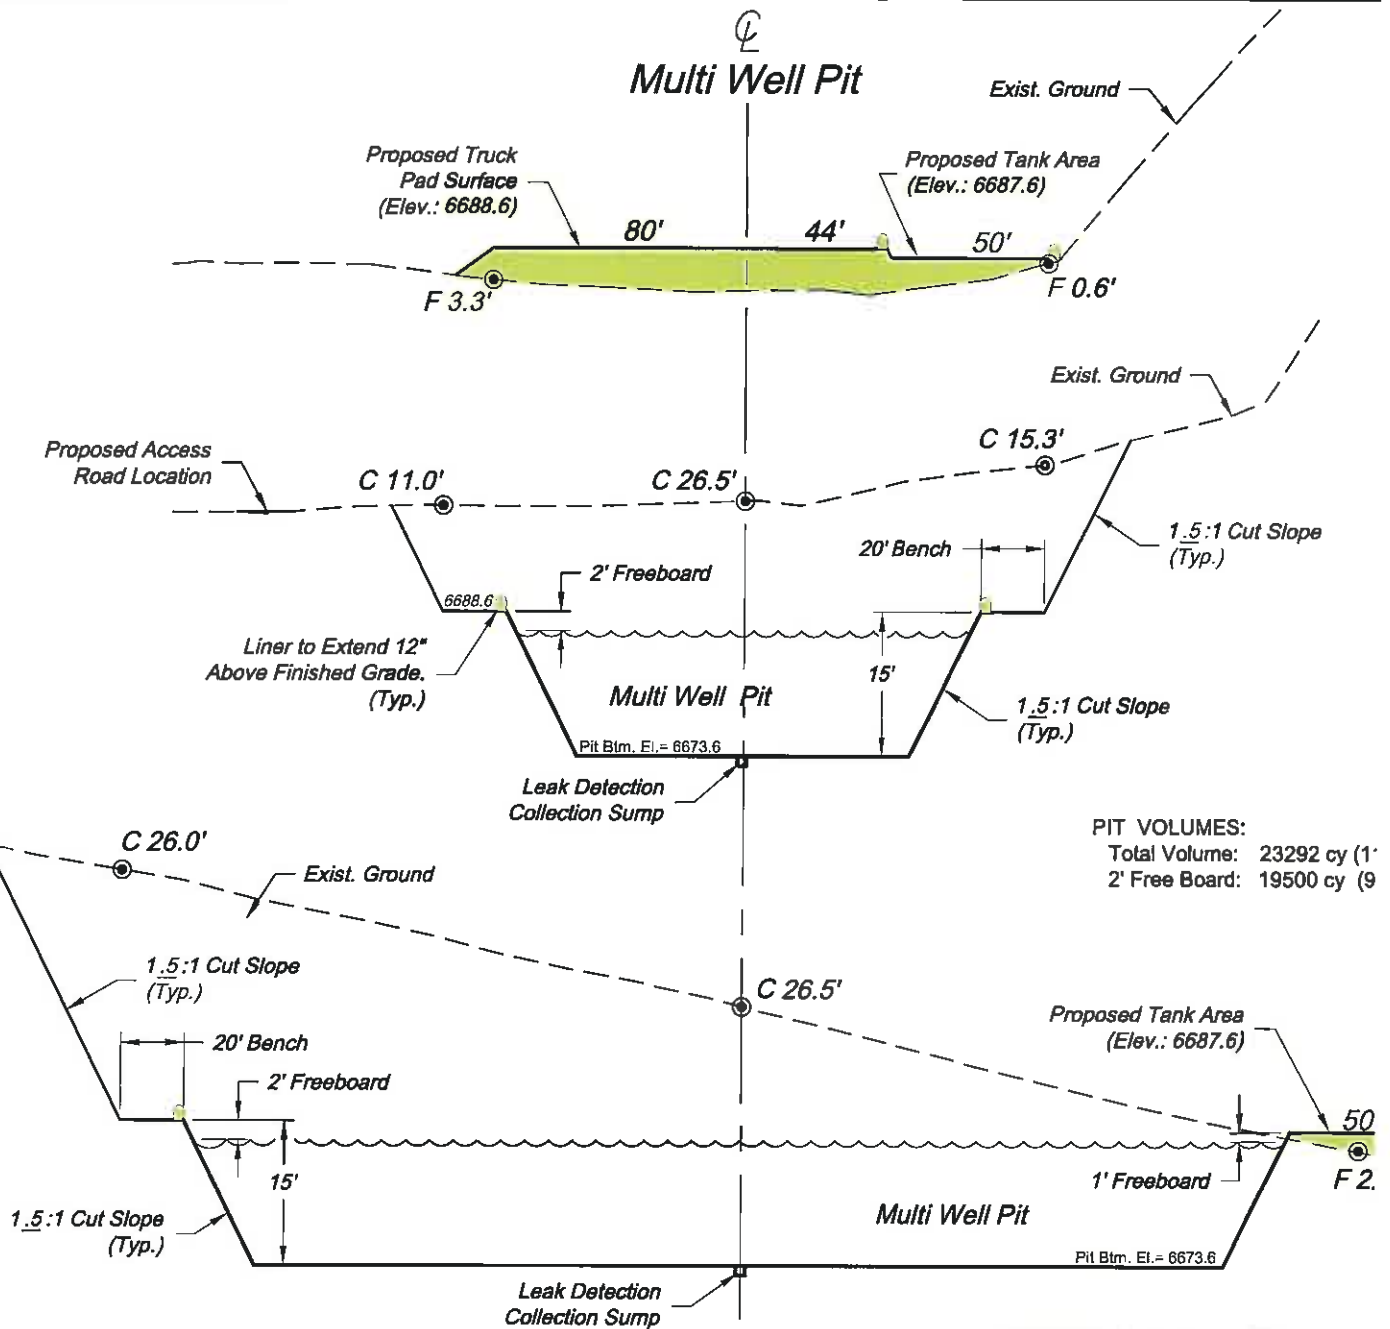 ℄
Multi Well Pit
Exist. Ground
Proposed Truck
Pad Surface
(Elev.: 6688.6)
Proposed Tank Area
(Elev.: 6687.6)
80'
44'
50'
F 3.3'
F 0.6'
Exist. Ground
Proposed Access
Road Location
C 11.0'
C 26.5'
C 15.3'
1.5:1 Cut Slope
(Typ.)
20' Bench
2' Freeboard
6688.6
Liner to Extend 12"
Above Finished Grade.
(Typ.)
15'
Multi Well Pit
1.5:1 Cut Slope
(Typ.)
Pit Btm. El.= 6673.6
Leak Detection
Collection Sump
PIT VOLUMES:
Total Volume: 23292 cy (1
2' Free Board: 19500 cy (9
C 26.0'
Exist. Ground
1.5:1 Cut Slope
(Typ.)
C 26.5'
Proposed Tank Area
(Elev.: 6687.6)
20' Bench
2' Freeboard
50
15'
1' Freeboard
F 2.
1.5:1 Cut Slope
(Typ.)
Multi Well Pit
Pit Btm. El.= 6673.6
Leak Detection
Collection Sump